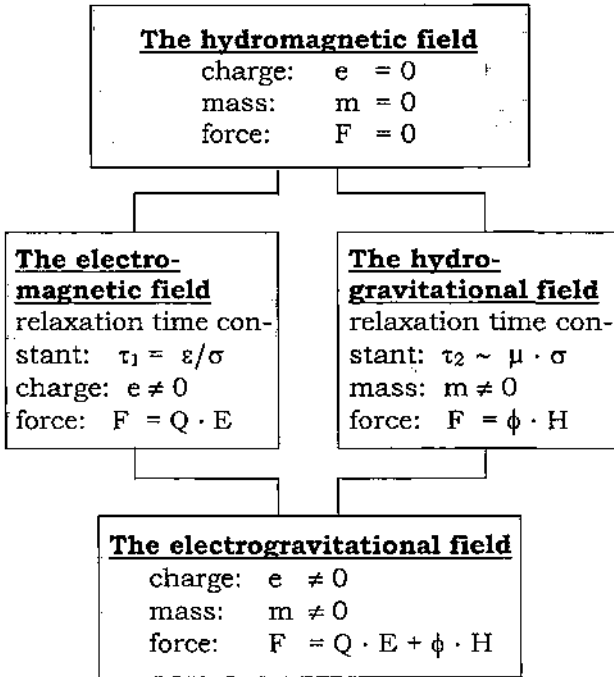 The hydromagnetic field
charge: e = 0
mass: m = 0
force: F = 0
The electro-
magnetic field
relaxation time con-
stant: τ₁ = ε/σ
charge: e ≠ 0
force: F = Q · E
The hydro-
gravitational field
relaxation time con-
stant: τ₂ ~ μ · σ
mass: m ≠ 0
force: F = ϕ · H
The electrogravitational field
charge: e ≠ 0
mass: m ≠ 0
force: F = Q · E + ϕ · H